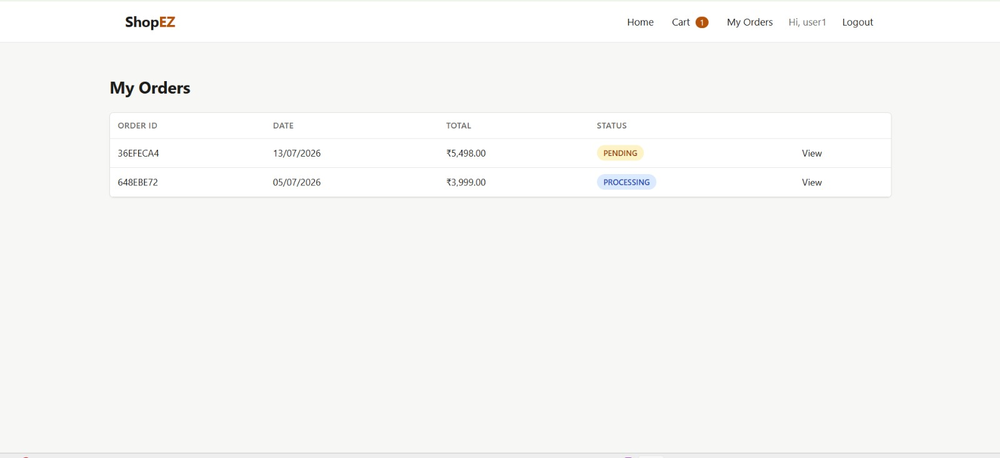 ShopEZ Home Cart 1 My Orders Hi, user1 Logout
My Orders
ORDER ID DATE TOTAL STATUS
36EFECA4 13/07/2026 ₹5,498.00 PENDING View
648EBE72 05/07/2026 ₹3,999.00 PROCESSING View